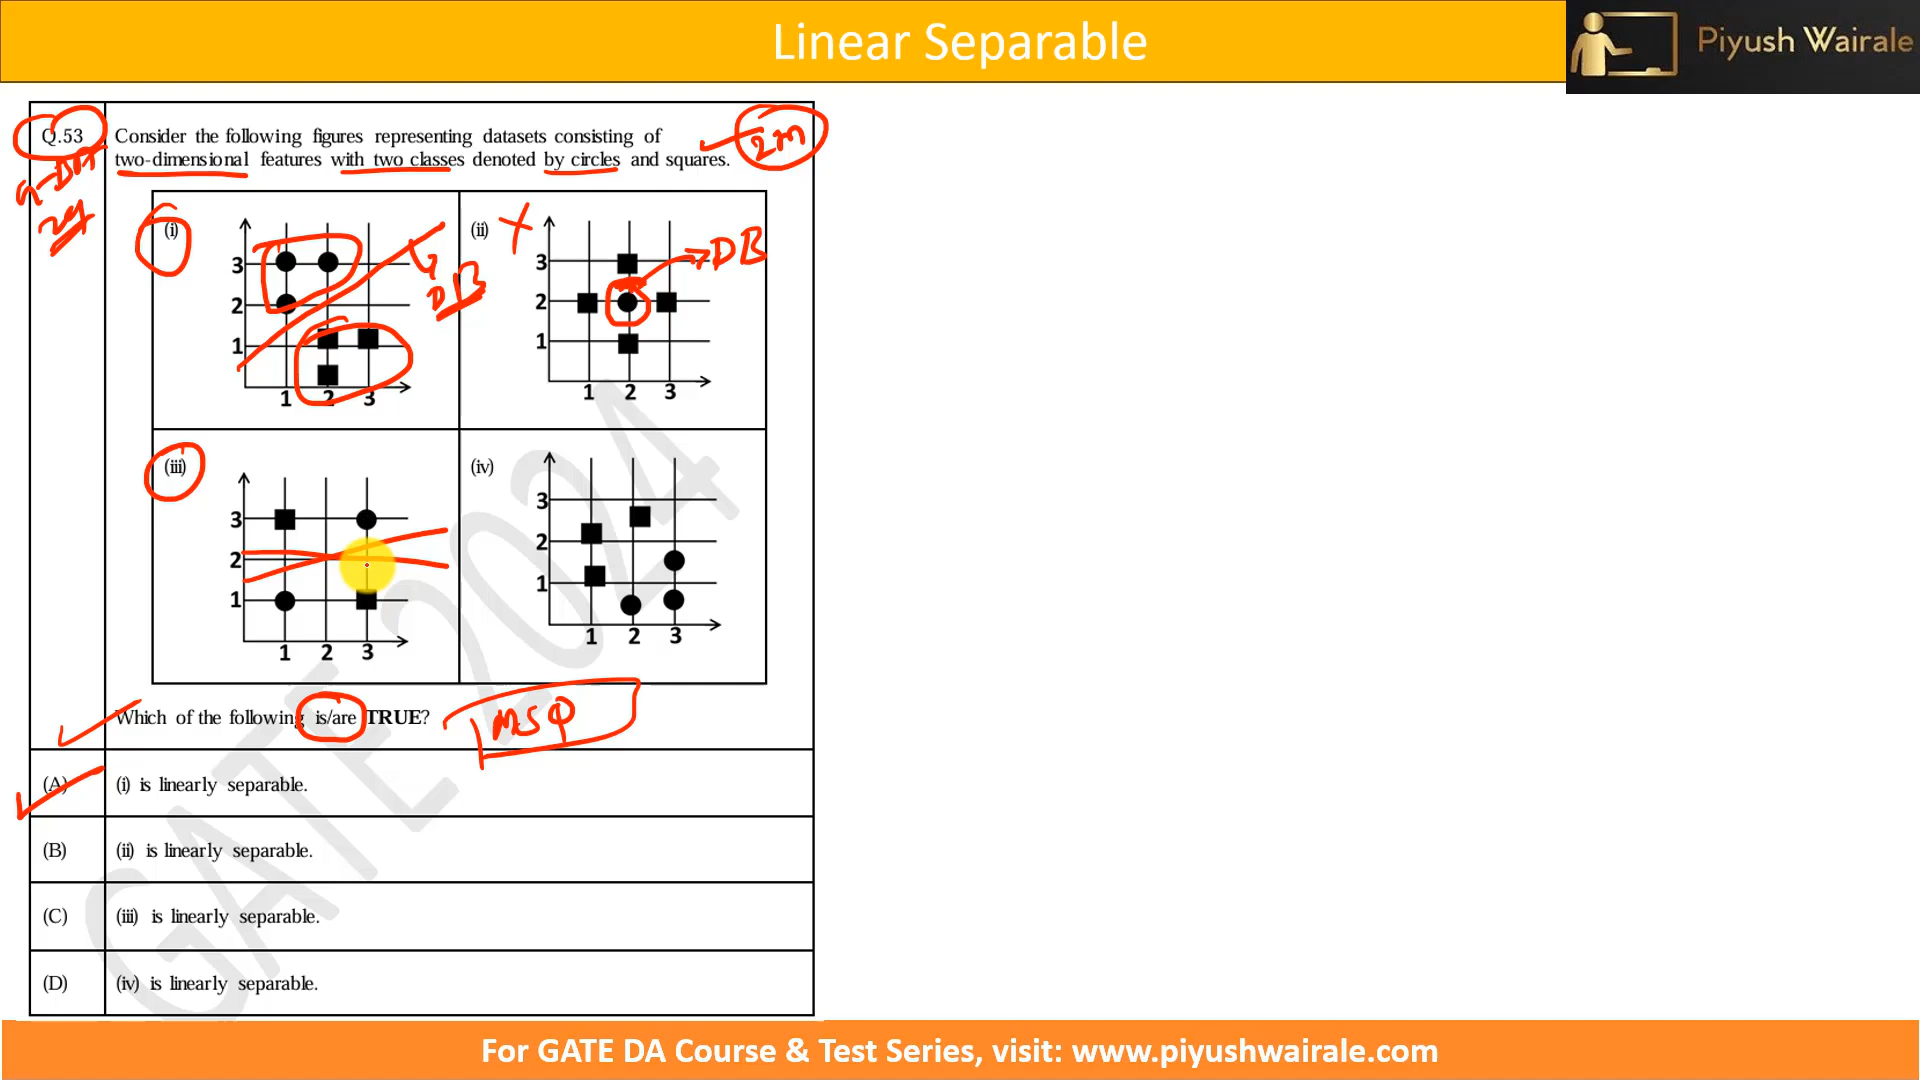 Linear Separable
Piyush Wairale
Q.53
Consider the following figures representing datasets consisting of
two-dimensional features with two classes denoted by circles and squares.
2m
24
(i)
3
2
1
1 2 3
DB
(ii)
3
2
1
1 2 3
DB
(iii)
3
2
1
1 2 3
(iv)
3
2
1
1 2 3
Which of the following is/are TRUE?
MSQ
(A) (i) is linearly separable.
(B) (ii) is linearly separable.
(C) (iii) is linearly separable.
(D) (iv) is linearly separable.
GATE 2024
For GATE DA Course & Test Series, visit: www.piyushwairale.com